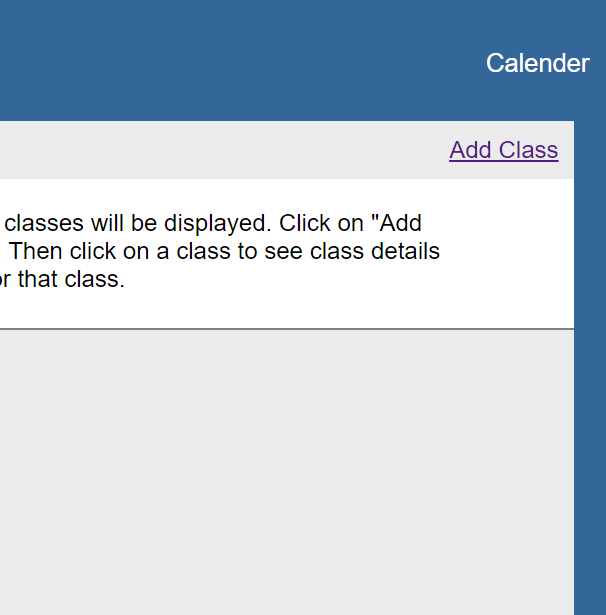 Calender
Add Class
classes will be displayed. Click on "Add
. Then click on a class to see class details
or that class.